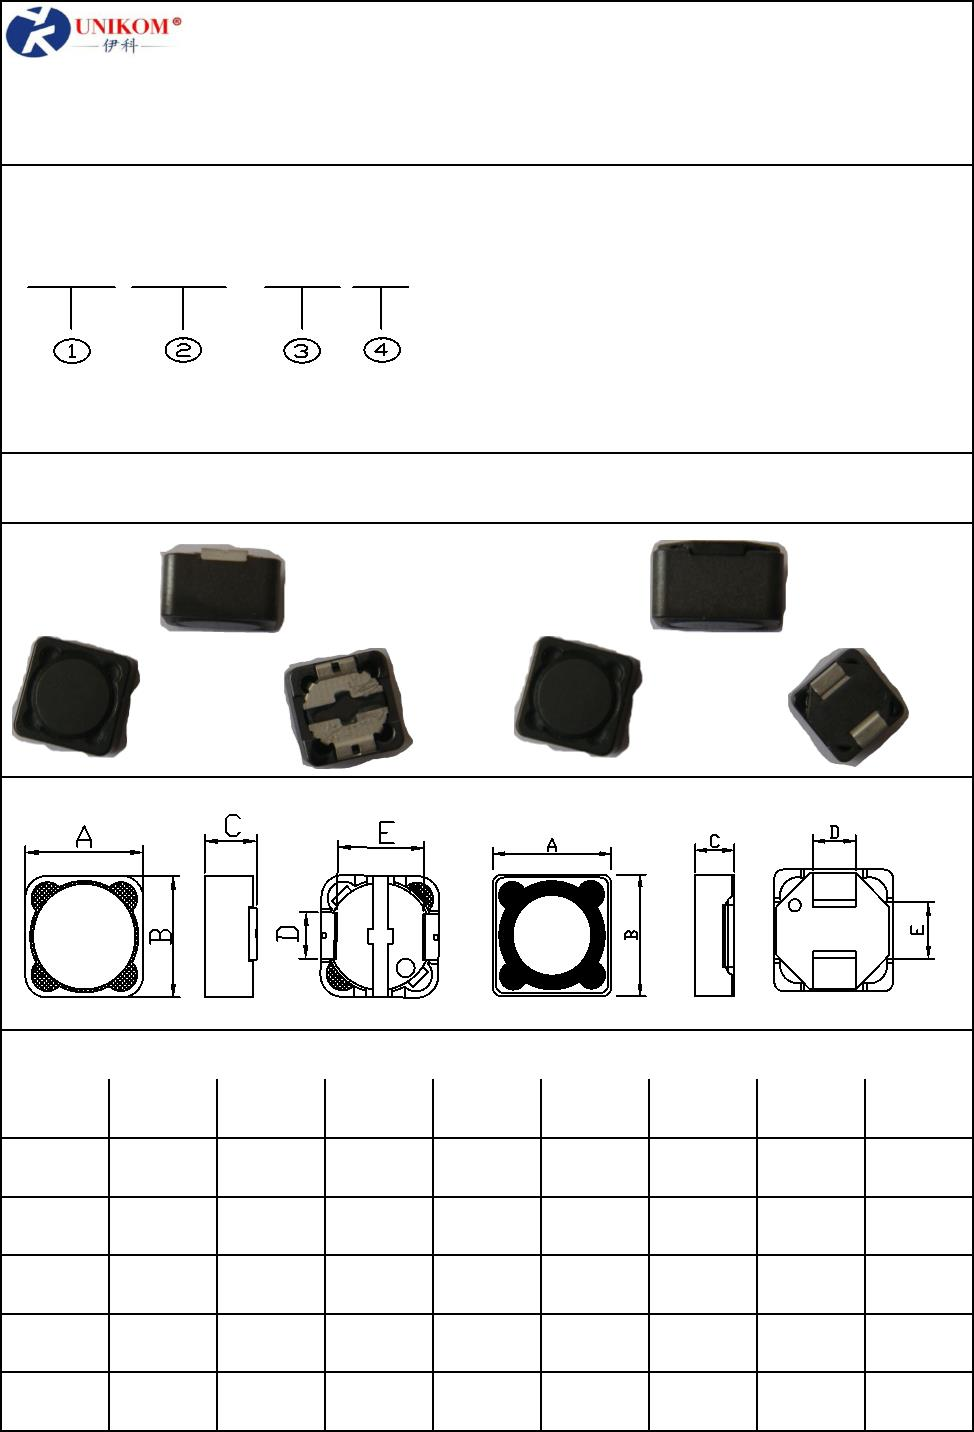 UNIKOM®
伊科
① ② ③ ④
A C E A C D
B D B E